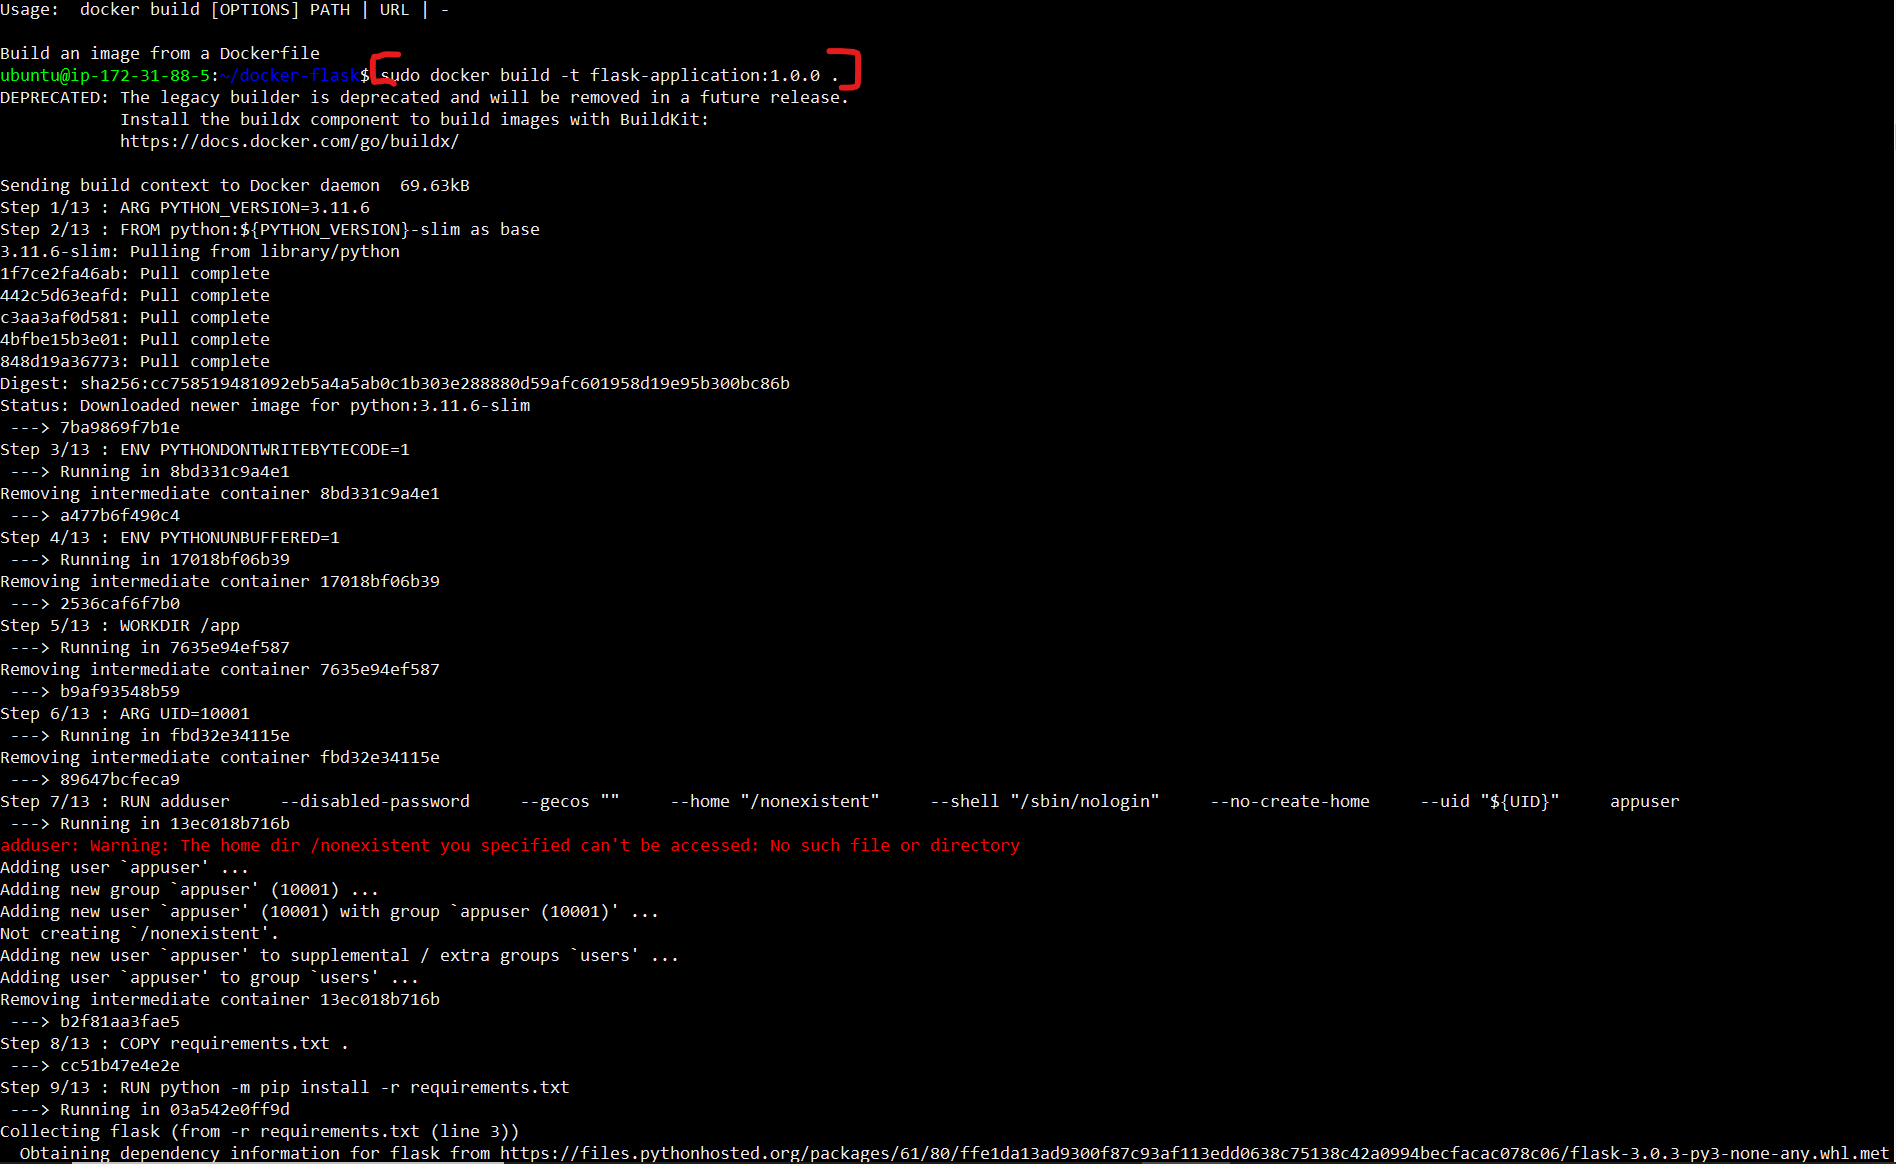 Usage:  docker build [OPTIONS] PATH | URL | -
Build an image from a Dockerfile
ubuntu@ip-172-31-88-5:~/docker-flask$ sudo docker build -t flask-application:1.0.0 .
DEPRECATED: The legacy builder is deprecated and will be removed in a future release.
            Install the buildx component to build images with BuildKit:
            https://docs.docker.com/go/buildx/
Sending build context to Docker daemon  69.63kB
Step 1/13 : ARG PYTHON_VERSION=3.11.6
Step 2/13 : FROM python:${PYTHON_VERSION}-slim as base
3.11.6-slim: Pulling from library/python
1f7ce2fa46ab: Pull complete
442c5d63eafd: Pull complete
c3aa3af0d581: Pull complete
4bfbe15b3e01: Pull complete
848d19a36773: Pull complete
Digest: sha256:cc758519481092eb5a4a5ab0c1b303e288880d59afc601958d19e95b300bc86b
Status: Downloaded newer image for python:3.11.6-slim
 ---> 7ba9869f7b1e
Step 3/13 : ENV PYTHONDONTWRITEBYTECODE=1
 ---> Running in 8bd331c9a4e1
Removing intermediate container 8bd331c9a4e1
 ---> a477b6f490c4
Step 4/13 : ENV PYTHONUNBUFFERED=1
 ---> Running in 17018bf06b39
Removing intermediate container 17018bf06b39
 ---> 2536caf6f7b0
Step 5/13 : WORKDIR /app
 ---> Running in 7635e94ef587
Removing intermediate container 7635e94ef587
 ---> b9af93548b59
Step 6/13 : ARG UID=10001
 ---> Running in fbd32e34115e
Removing intermediate container fbd32e34115e
 ---> 89647bcfeca9
Step 7/13 : RUN adduser     --disabled-password     --gecos ""     --home "/nonexistent"     --shell "/sbin/nologin"     --no-create-home     --uid "${UID}"     appuser
 ---> Running in 13ec018b716b
adduser: Warning: The home dir /nonexistent you specified can't be accessed: No such file or directory
Adding user `appuser' ...
Adding new group `appuser' (10001) ...
Adding new user `appuser' (10001) with group `appuser (10001)' ...
Not creating `/nonexistent'.
Adding new user `appuser' to supplemental / extra groups `users' ...
Adding user `appuser' to group `users' ...
Removing intermediate container 13ec018b716b
 ---> b2f81aa3fae5
Step 8/13 : COPY requirements.txt .
 ---> cc51b47e4e2e
Step 9/13 : RUN python -m pip install -r requirements.txt
 ---> Running in 03a542e0ff9d
Collecting flask (from -r requirements.txt (line 3))
  Obtaining dependency information for flask from https://files.pythonhosted.org/packages/61/80/ffe1da13ad9300f87c93af113edd0638c75138c42a0994becfacac078c06/flask-3.0.3-py3-none-any.whl.met